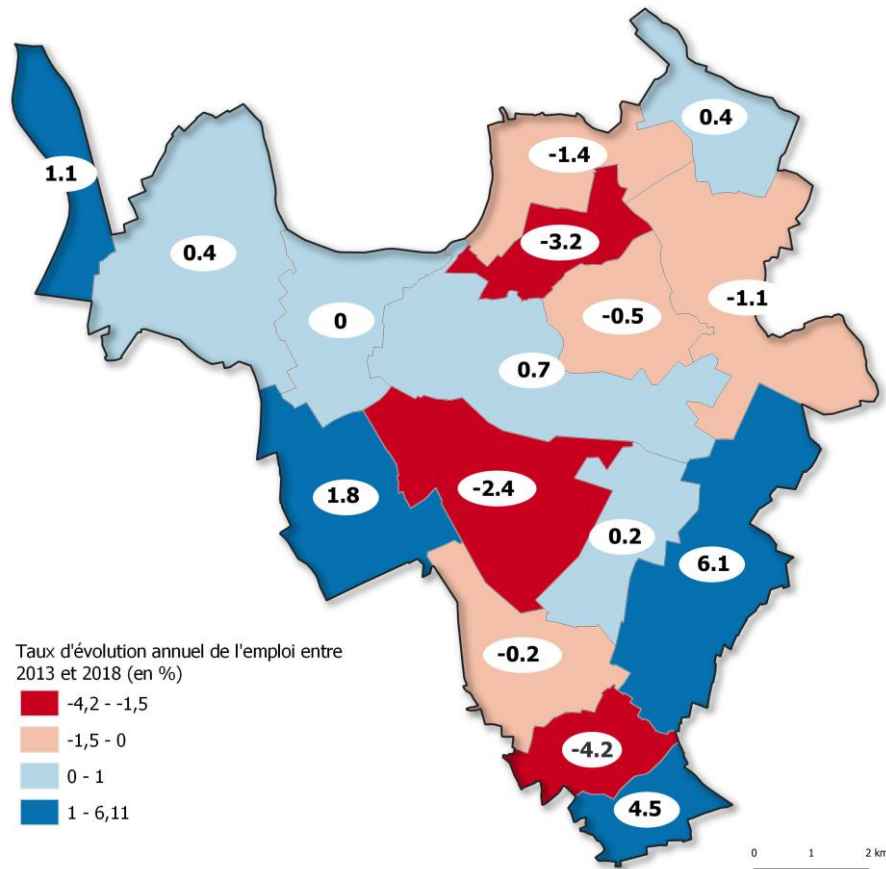 0.4
-1.4
1.1
-3.2
0.4
-1.1
0
-0.5
0.7
-2.4
1.8
0.2
6.1
-0.2
-4.2
4.5
Taux d'évolution annuel de l'emploi entre
2013 et 2018 (en %)
-4,2 - -1,5
-1,5 - 0
0 - 1
1 - 6,11
0 1 2 km